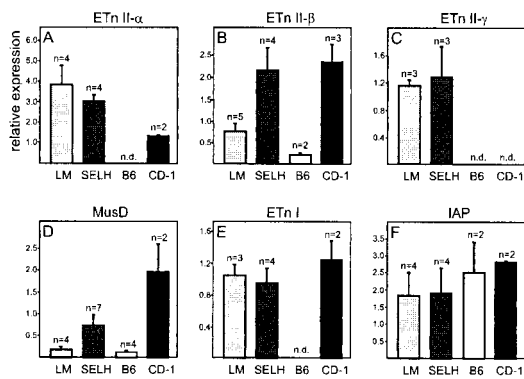 ETn II-α
ETn II-β
ETn II-γ
relative expression
A
6.0
5.0
4.0
3.0
2.0
1.0
n=4
n=4
n.d.
n=2
LM SELH B6 CD-1
B
2.5
2.0
1.5
1.0
0.5
n=5
n=4
n=2
n=3
LM SELH B6 CD-1
C
2.0
1.6
1.2
0.8
0.4
n=3
n=3
n.d.
n.d.
LM SELH B6 CD-1
MusD
ETn I
IAP
D
2.5
2.0
1.5
1.0
0.5
n=4
n=7
n=4
n=2
LM SELH B6 CD-1
E
1.6
1.2
0.8
0.4
n=3
n=4
n.d.
n=2
LM SELH B6 CD-1
F
3.5
3.0
2.5
2.0
1.5
1.0
0.5
n=4
n=4
n=2
n=2
LM SELH B6 CD-1